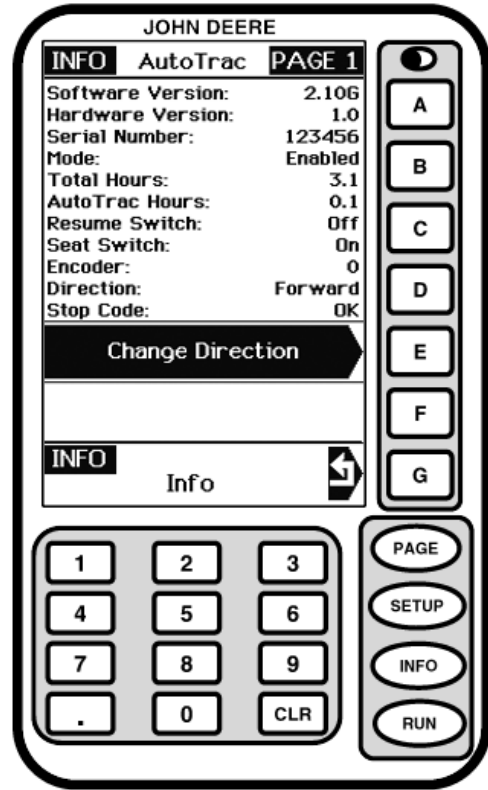 JOHN DEERE
INFO AutoTrac PAGE 1
Software Version: 2.10G
Hardware Version: 1.0
Serial Number: 123456
Mode: Enabled
Total Hours: 3.1
AutoTrac Hours: 0.1
Resume Switch: Off
Seat Switch: On
Encoder: 0
Direction: Forward
Stop Code: OK
Change Direction
INFO
Info
A
B
C
D
E
F
G
1 2 3
4 5 6
7 8 9
. 0 CLR
PAGE
SETUP
INFO
RUN